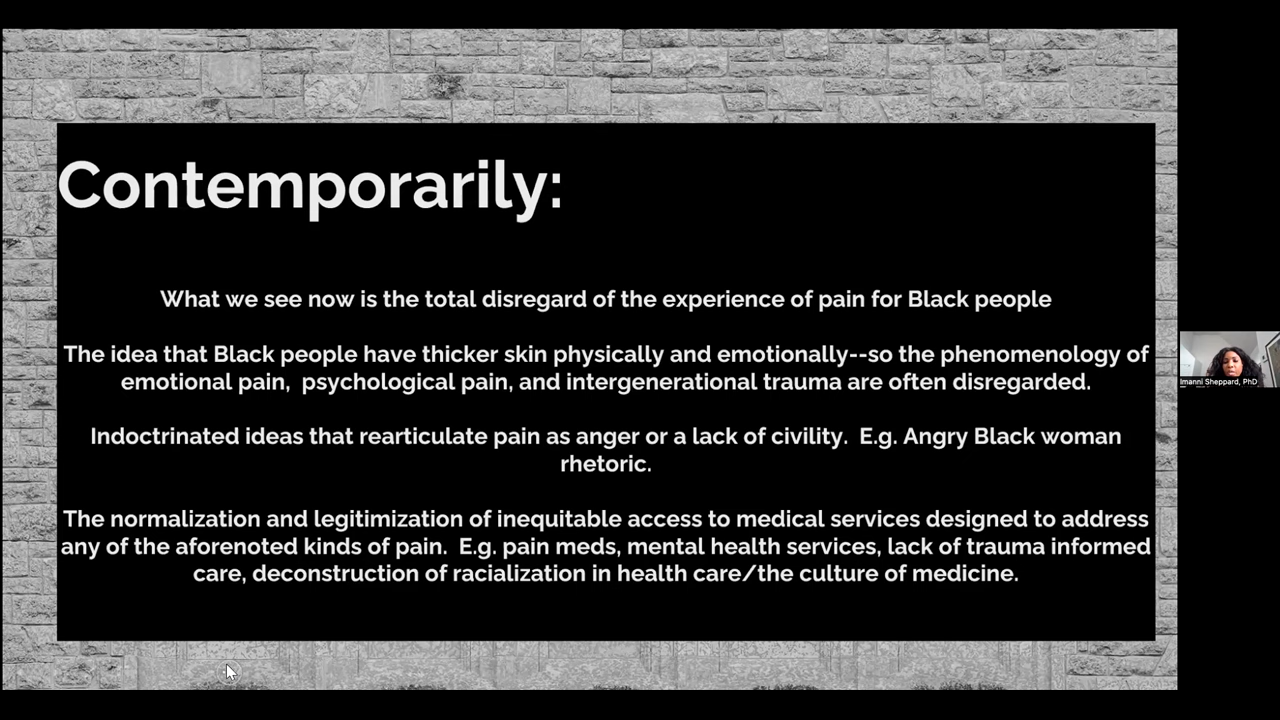 Contemporarily:
What we see now is the total disregard of the experience of pain for Black people
The idea that Black people have thicker skin physically and emotionally--so the phenomenology of
emotional pain,  psychological pain, and intergenerational trauma are often disregarded.
Indoctrinated ideas that rearticulate pain as anger or a lack of civility.  E.g. Angry Black woman
rhetoric.
The normalization and legitimization of inequitable access to medical services designed to address
any of the aforenoted kinds of pain.  E.g. pain meds, mental health services, lack of trauma informed
care, deconstruction of racialization in health care/the culture of medicine.
Imanni Sheppard, PhD